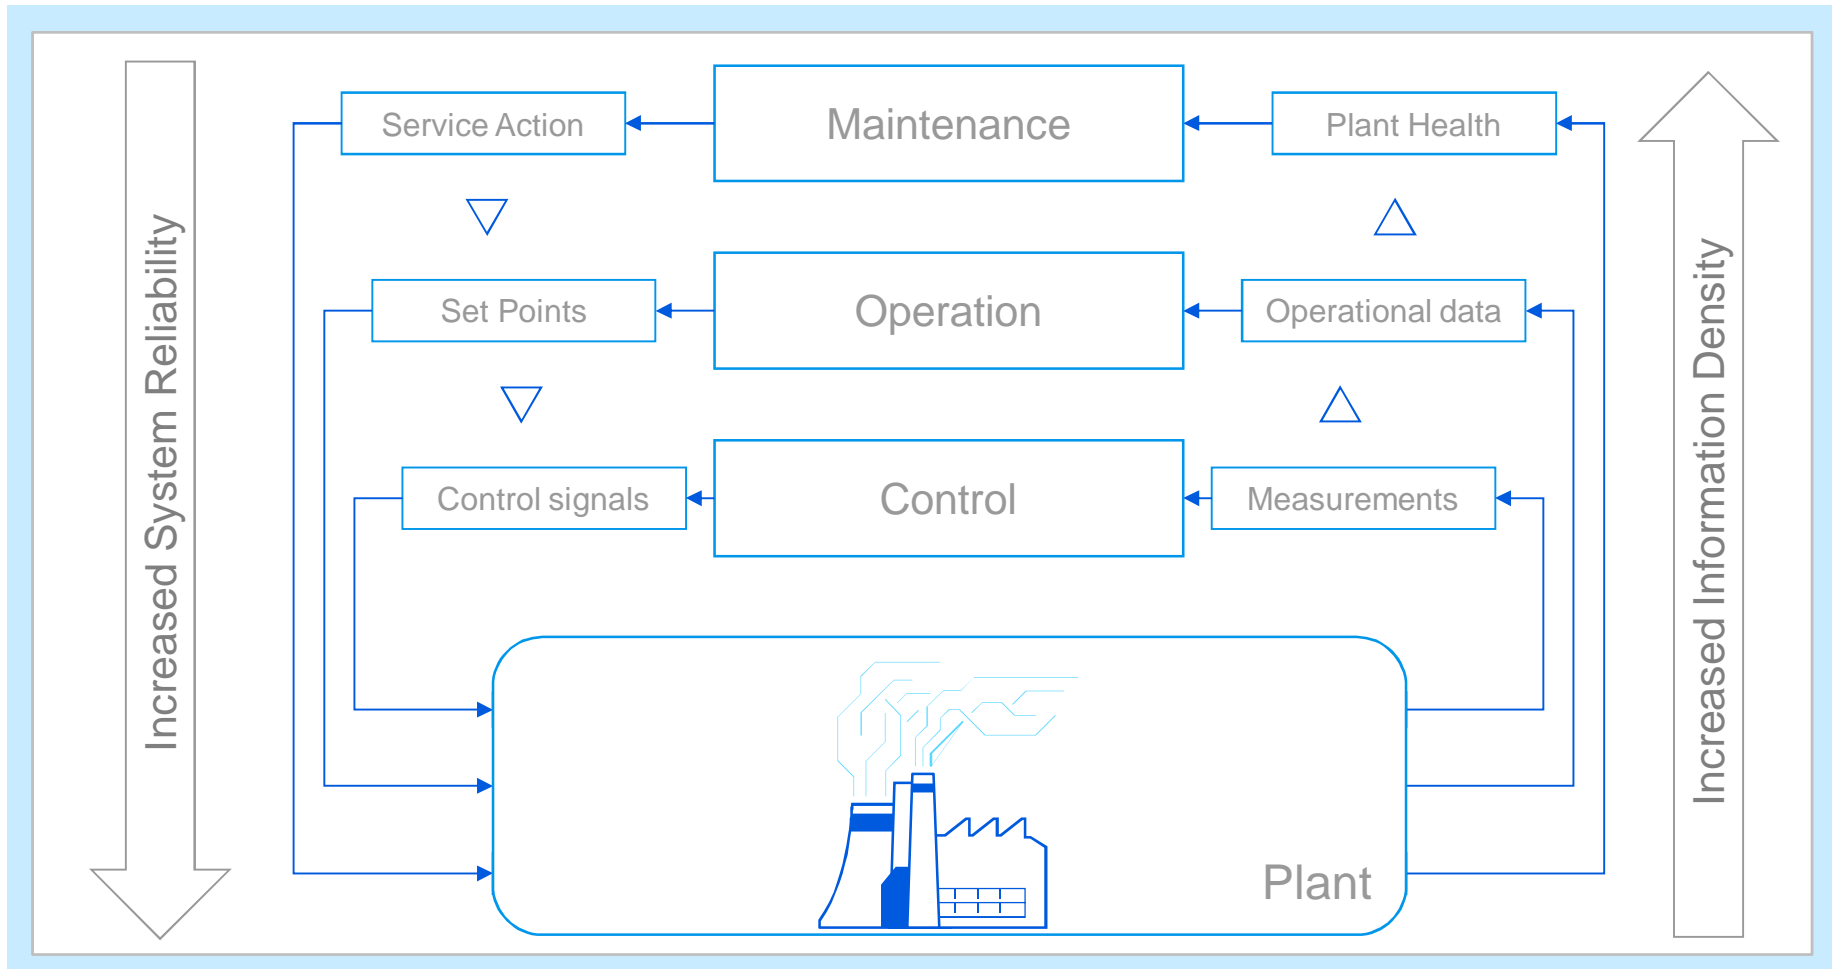 Increased System Reliability
Service Action
Maintenance
Plant Health
Set Points
Operation
Operational data
Control signals
Control
Measurements
Plant
Increased Information Density